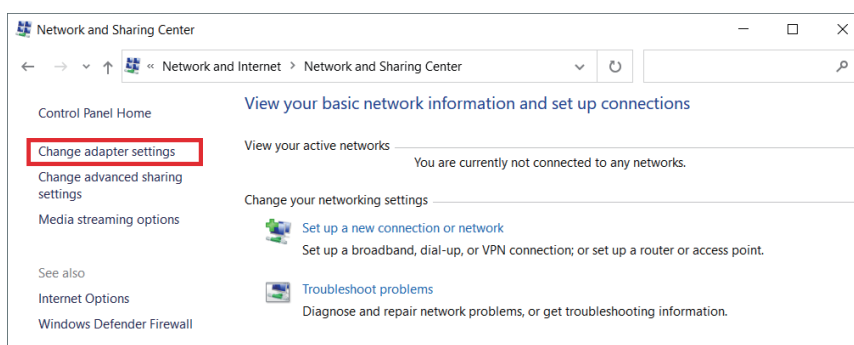 Network and Sharing Center
« Network and Internet > Network and Sharing Center
Control Panel Home
Change adapter settings
Change advanced sharing
settings
Media streaming options
See also
Internet Options
Windows Defender Firewall
View your basic network information and set up connections
View your active networks
You are currently not connected to any networks.
Change your networking settings
Set up a new connection or network
Set up a broadband, dial-up, or VPN connection; or set up a router or access point.
Troubleshoot problems
Diagnose and repair network problems, or get troubleshooting information.